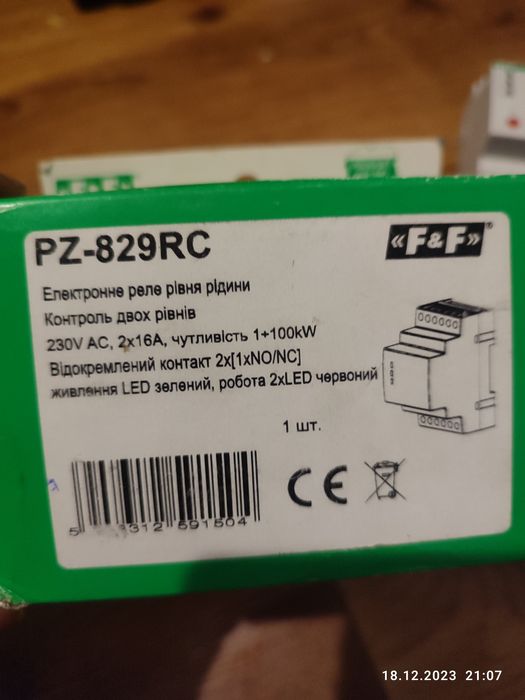 PZ-829RC
«F&F»®
Електронне реле рівня рідини
Контроль двох рівнів
230V AC, 2x16A, чутливість 1+100kW
Відокремлений контакт 2x[1xNO/NC]
живлення LED зелений, робота 2xLED червоний
1 шт.
CE
18.12.2023 21:07